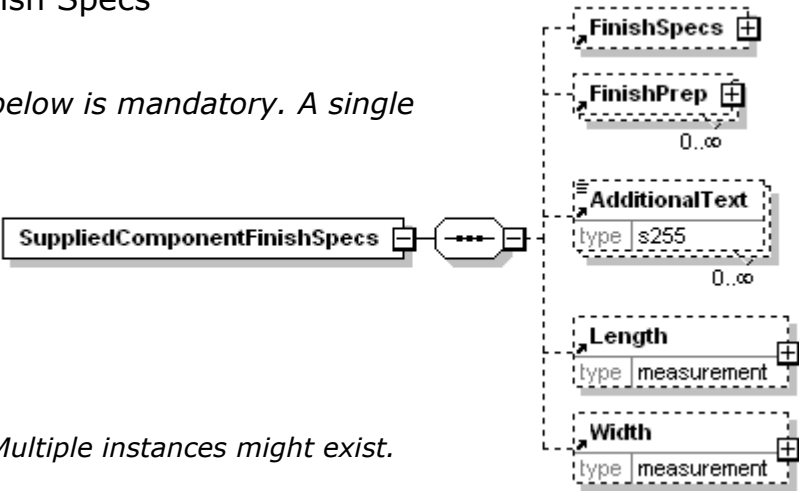 ish Specs
FinishSpecs
below is mandatory. A single
FinishPrep
0..∞
AdditionalText
type s255
0..∞
SuppliedComponentFinishSpecs
Length
type measurement
Multiple instances might exist.
Width
type measurement